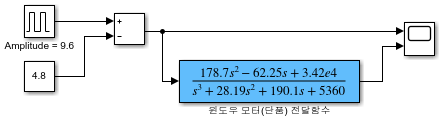 +
−
Amplitude = 9.6
4.8
178.7s² − 62.25s + 3.42e4
s³ + 28.19s² + 190.1s + 5360
윈도우 모터(단품) 전달함수